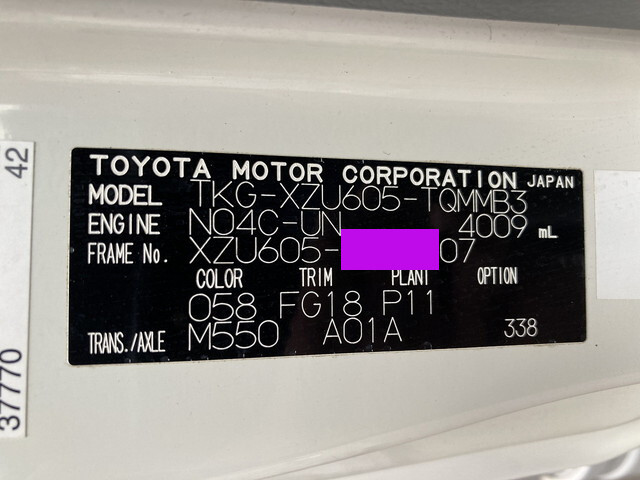 TOYOTA MOTOR CORPORATION JAPAN
MODEL TKG-XZU605-TQMMB3
ENGINE N04C-UN 4009 mL
FRAME No. XZU605- 07
COLOR TRIM PLANT OPTION
058 FG18 P11
TRANS./AXLE M550 A01A 338
42
37770